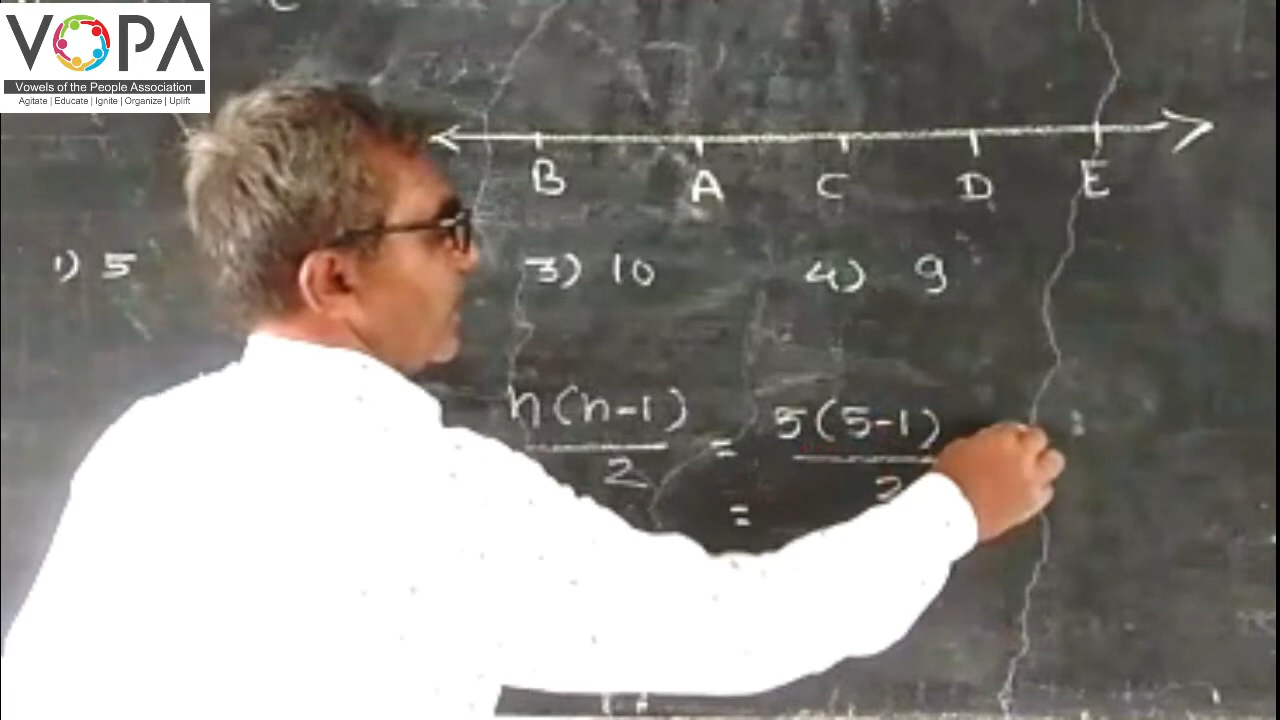 VOPA
Vowels of the People Association
Agitate | Educate | Ignite | Organize | Uplift
B A C D E
1) 5 3) 10 4) 9
n(n-1) 5(5-1)
2 = 2
=